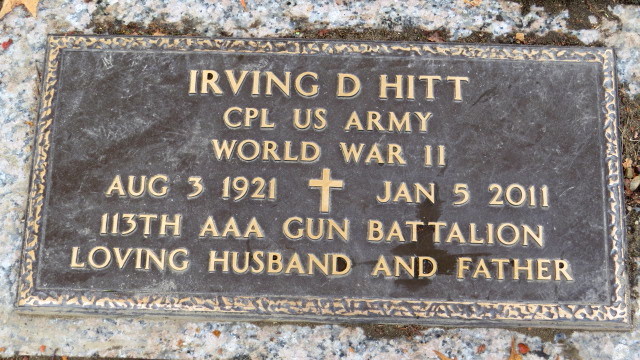 IRVING D HITT
CPL US ARMY
WORLD WAR II
AUG 3 1921 JAN 5 2011
113TH AAA GUN BATTALION
LOVING HUSBAND AND FATHER